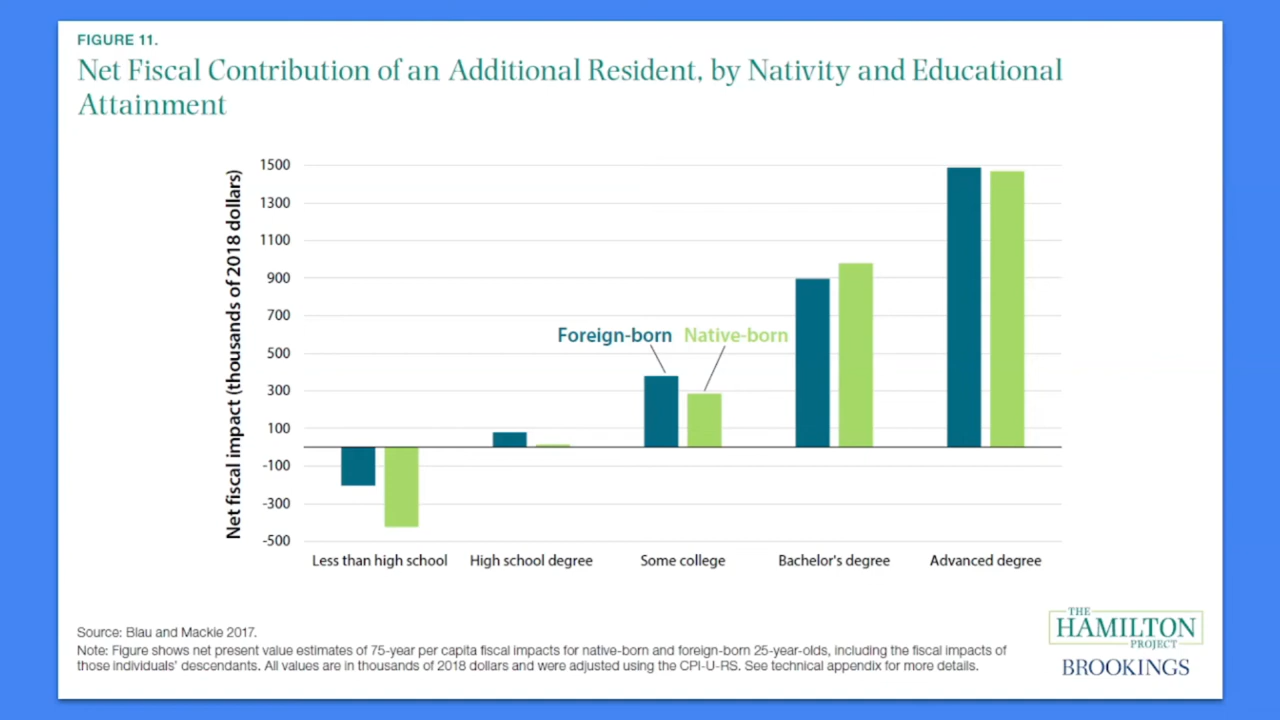 FIGURE 11.
Net Fiscal Contribution of an Additional Resident, by Nativity and Educational
Attainment
Net fiscal impact (thousands of 2018 dollars)
1500
1300
1100
900
700
500
300
100
-100
-300
-500
Foreign-born Native-born
Less than high school High school degree Some college Bachelor's degree Advanced degree
Source: Blau and Mackie 2017.
Note: Figure shows net present value estimates of 75-year per capita fiscal impacts for native-born and foreign-born 25-year-olds, including the fiscal impacts of
those individuals' descendants. All values are in thousands of 2018 dollars and were adjusted using the CPI-U-RS. See technical appendix for more details.
THE
HAMILTON
PROJECT
BROOKINGS